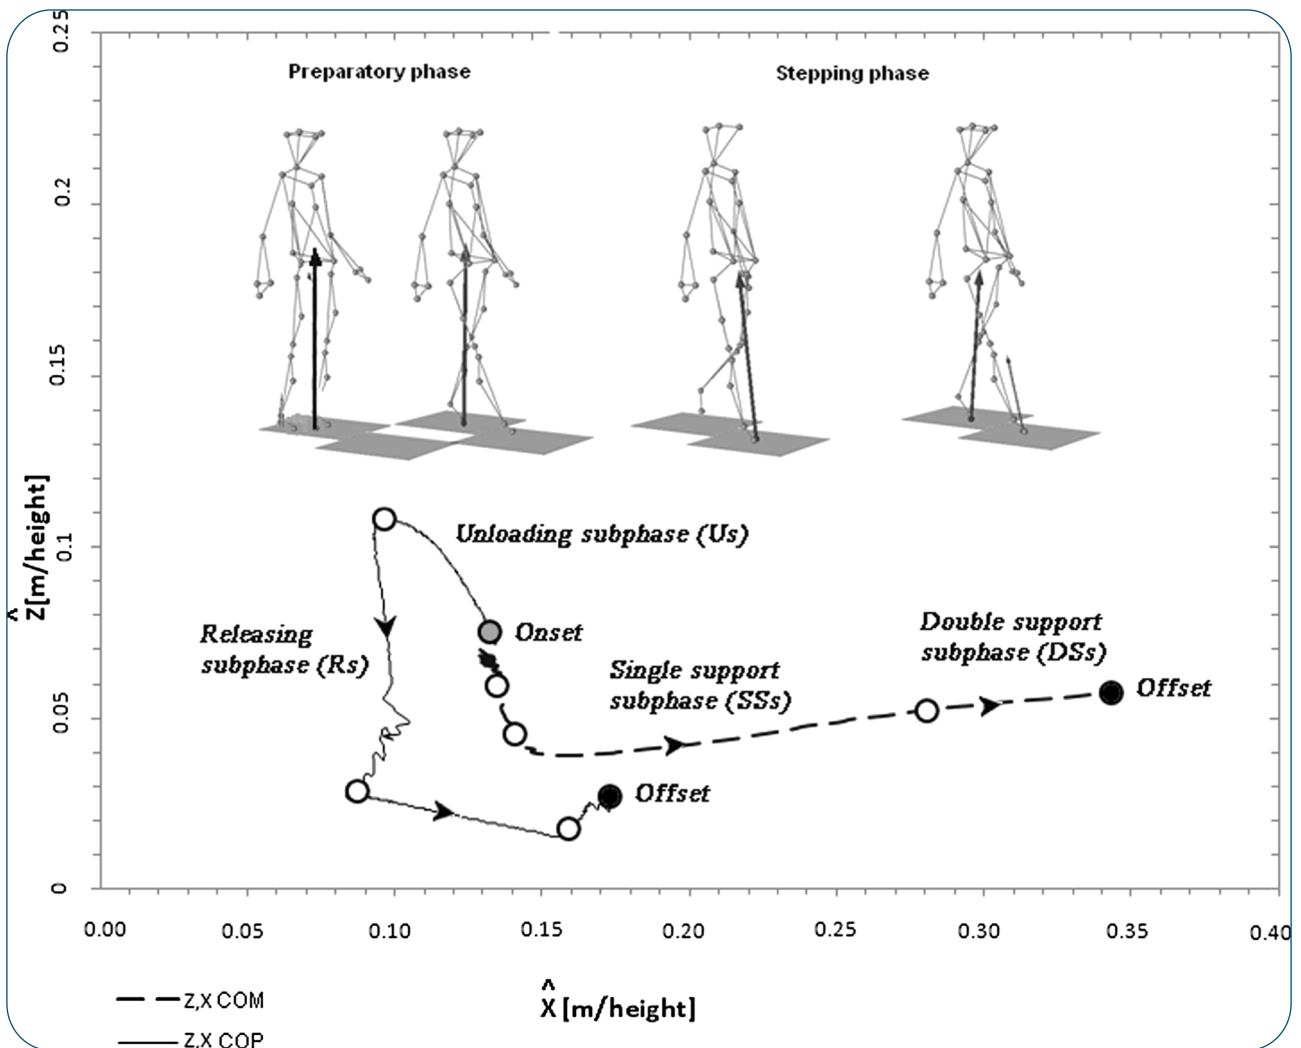 Preparatory phase
Stepping phase
0.25
0.2
0.15
0.1
0.05
0
^
Z[m/height]
Unloading subphase (Us)
Onset
Releasing
subphase (Rs)
Single support
subphase (SSs)
Double support
subphase (DSs)
Offset
Offset
0.00 0.05 0.10 0.15 0.20 0.25 0.30 0.35 0.40
^
X [m/height]
Z,X COM
Z,X COP